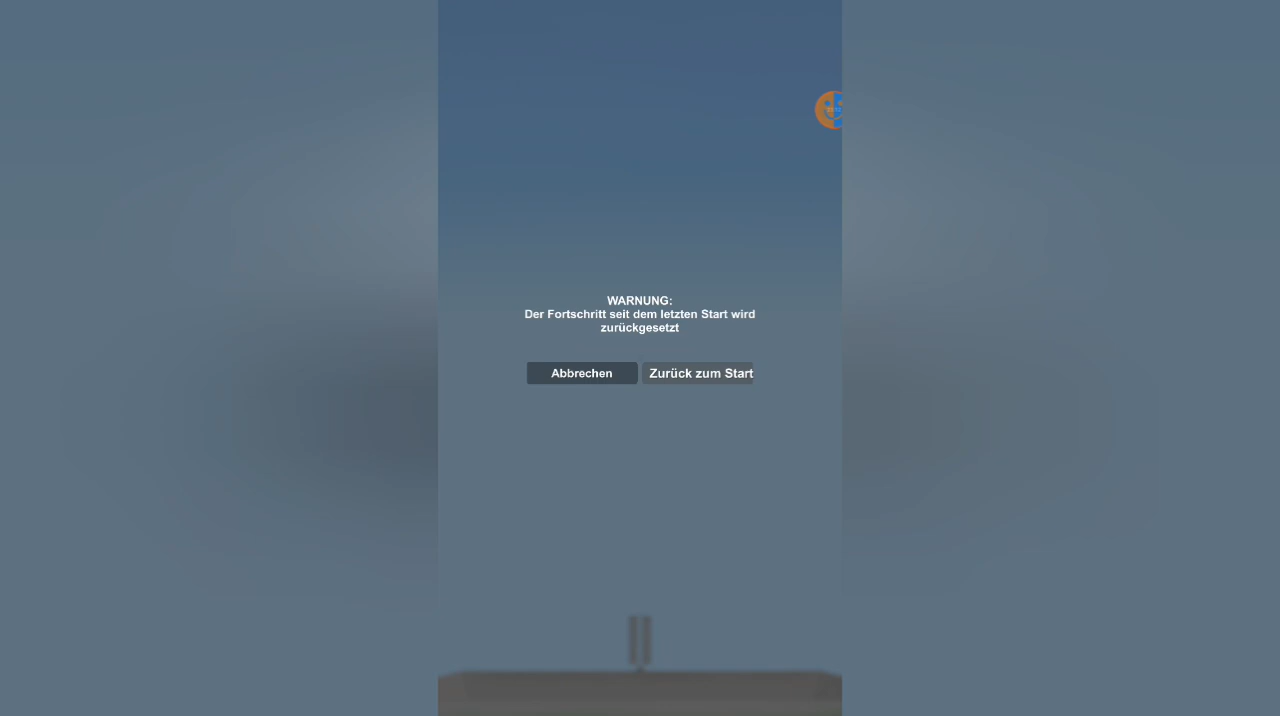 WARNUNG:
Der Fortschritt seit dem letzten Start wird
zurückgesetzt
Abbrechen
Zurück zum Start